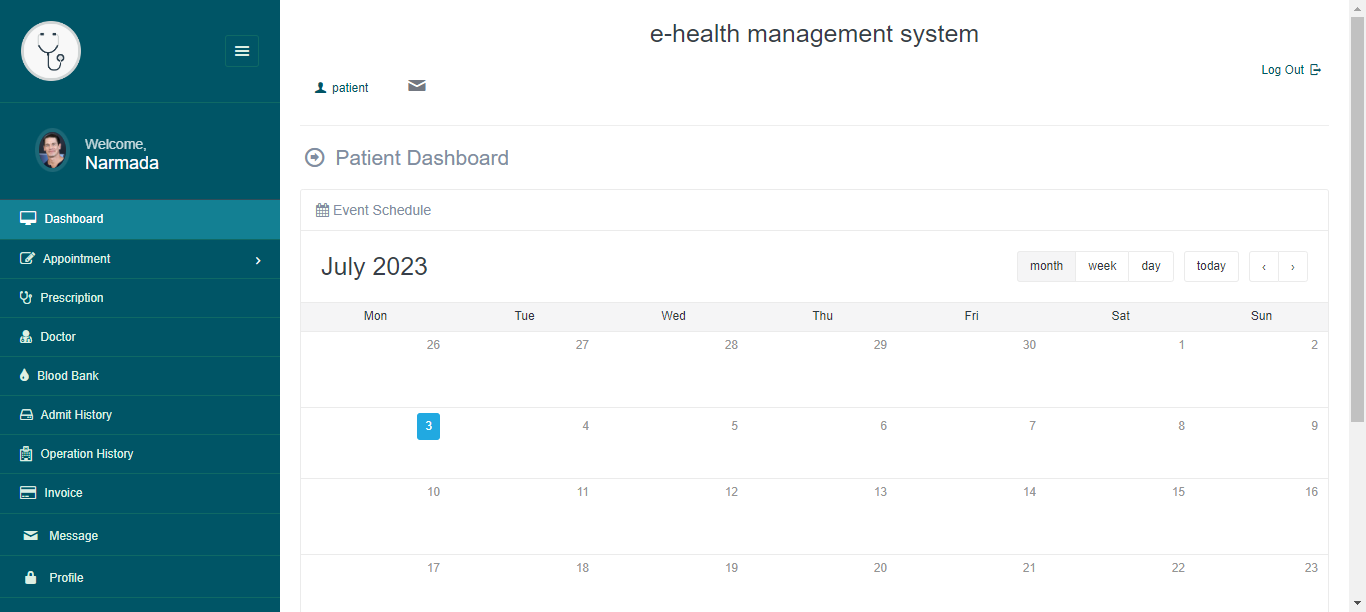 e-health management system
Log Out
patient
Welcome,
Narmada
Dashboard
Appointment
Prescription
Doctor
Blood Bank
Admit History
Operation History
Invoice
Message
Profile
Patient Dashboard
Event Schedule
July 2023
month week day today ‹ ›
Mon Tue Wed Thu Fri Sat Sun
26 27 28 29 30 1 2
3 4 5 6 7 8 9
10 11 12 13 14 15 16
17 18 19 20 21 22 23